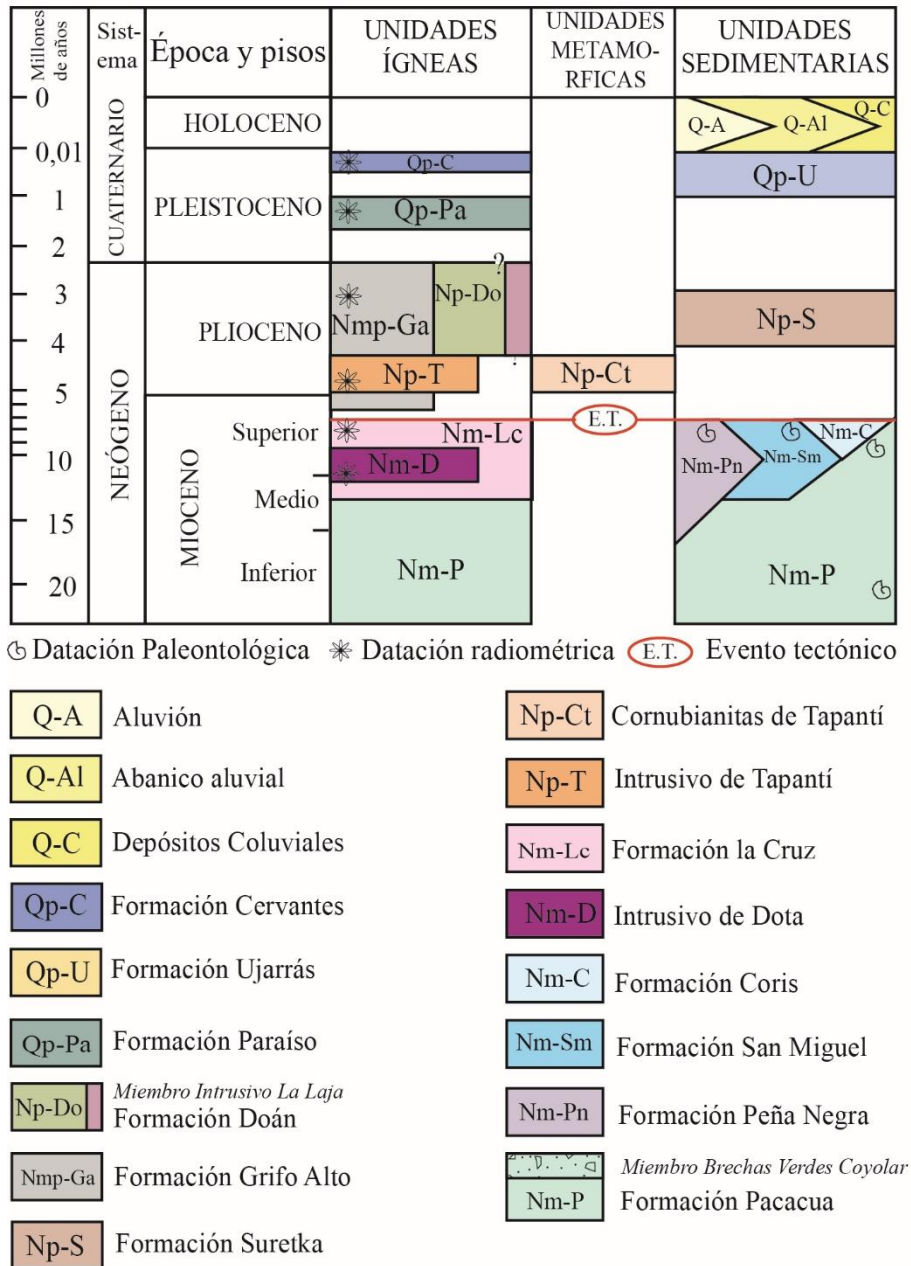 Millones
de años
Sist-
ema
Época y pisos
UNIDADES
ÍGNEAS
UNIDADES
METAMO-
RFICAS
UNIDADES
SEDIMENTARIAS
0
0,01
1
2
3
4
5
10
15
20
CUATERNARIO
NEÓGENO
HOLOCENO
PLEISTOCENO
PLIOCENO
MIOCENO
Superior
Medio
Inferior
Qp-C
Qp-Pa
?
Nmp-Ga
Np-Do
?
Np-T
Nm-Lc
Nm-D
Nm-P
Np-Ct
E.T.
Q-A
Q-Al
Q-C
Qp-U
Np-S
Nm-Pn
Nm-Sm
Nm-C
Nm-P
Datación Paleontológica
Datación radiométrica
E.T.
Evento tectónico
Q-A Aluvión
Q-Al Abanico aluvial
Q-C Depósitos Coluviales
Qp-C Formación Cervantes
Qp-U Formación Ujarrás
Qp-Pa Formación Paraíso
Miembro Intrusivo La Laja
Np-Do Formación Doán
Nmp-Ga Formación Grifo Alto
Np-S Formación Suretka
Np-Ct Cornubianitas de Tapantí
Np-T Intrusivo de Tapantí
Nm-Lc Formación la Cruz
Nm-D Intrusivo de Dota
Nm-C Formación Coris
Nm-Sm Formación San Miguel
Nm-Pn Formación Peña Negra
Miembro Brechas Verdes Coyolar
Nm-P Formación Pacacua